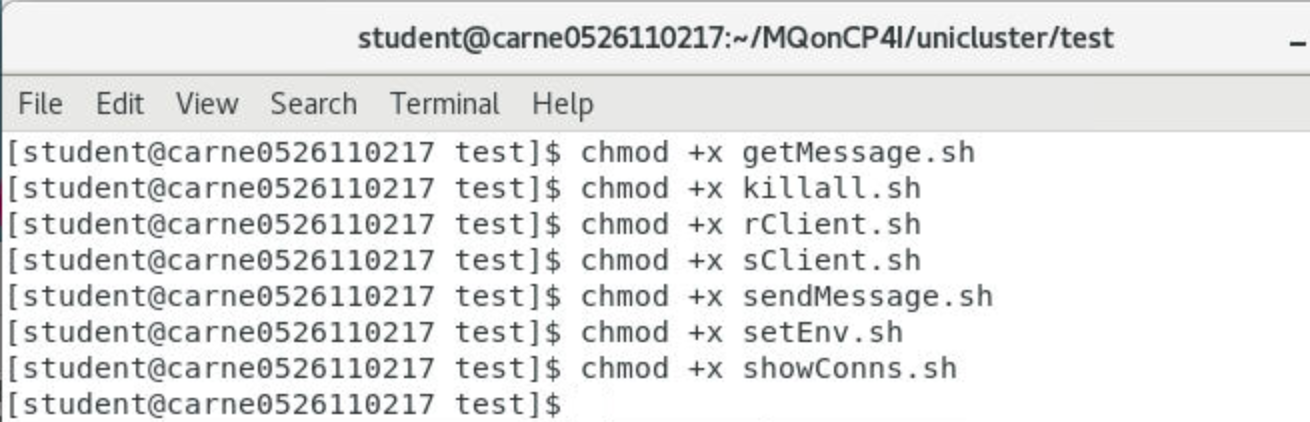 student@carne0526110217:~/MQonCP4I/unicluster/test
File Edit View Search Terminal Help
[student@carne0526110217 test]$ chmod +x getMessage.sh
[student@carne0526110217 test]$ chmod +x killall.sh
[student@carne0526110217 test]$ chmod +x rClient.sh
[student@carne0526110217 test]$ chmod +x sClient.sh
[student@carne0526110217 test]$ chmod +x sendMessage.sh
[student@carne0526110217 test]$ chmod +x setEnv.sh
[student@carne0526110217 test]$ chmod +x showConns.sh
[student@carne0526110217 test]$